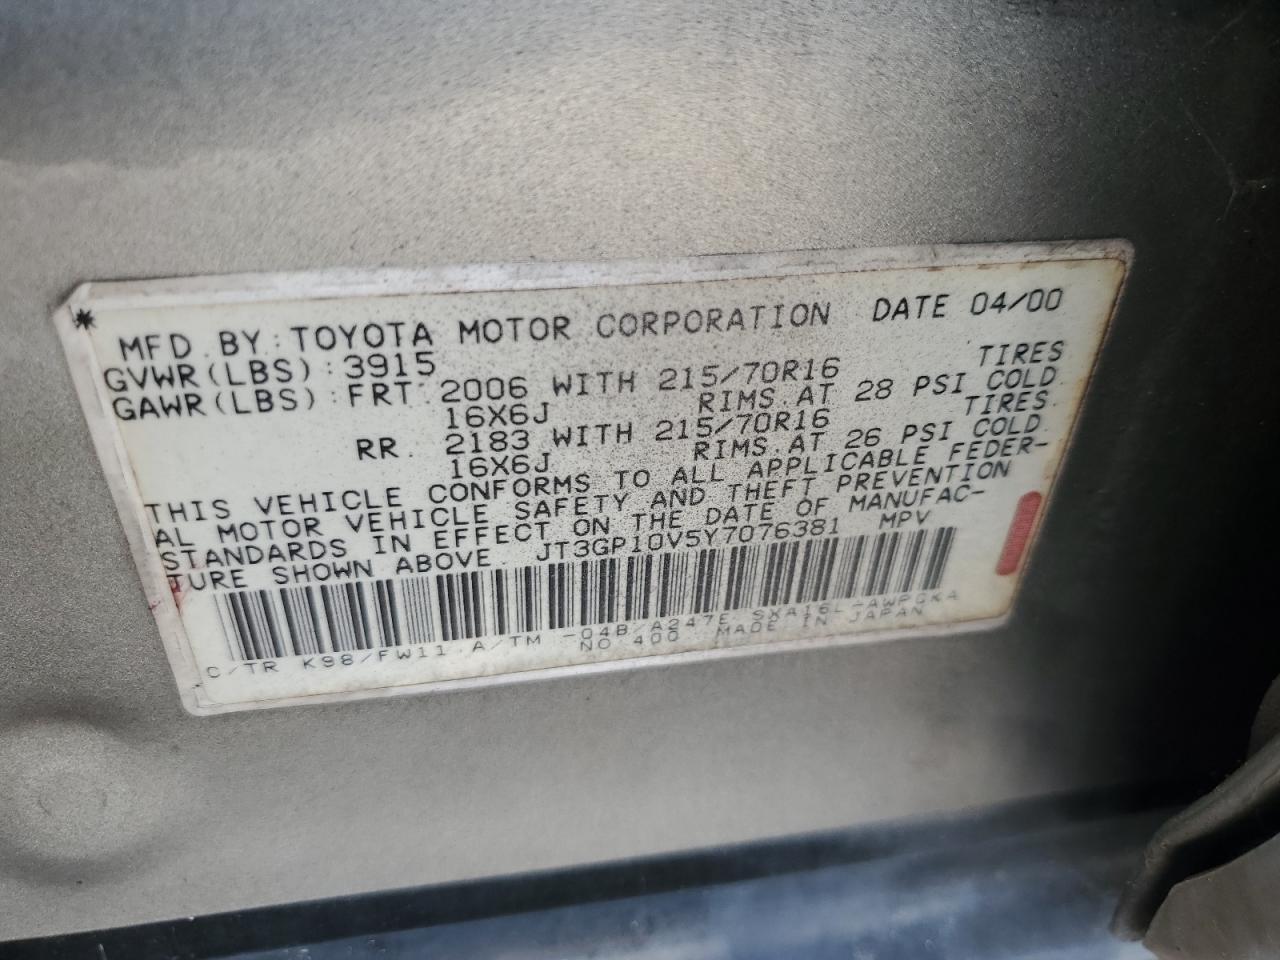 MFD. BY: TOYOTA MOTOR CORPORATION DATE 04/00
GVWR(LBS): 3915
GAWR(LBS): FRT. 2006 WITH 215/70R16 TIRES
16X6J RIMS. AT 28 PSI COLD.
RR. 2183 WITH 215/70R16 TIRES.
16X6J RIMS. AT 26 PSI COLD.
THIS VEHICLE CONFORMS TO ALL APPLICABLE FEDER-
AL MOTOR VEHICLE SAFETY AND THEFT PREVENTION
STANDARDS IN EFFECT ON THE DATE OF MANUFAC-
TURE SHOWN ABOVE. JT3GP10V5Y7076381 MPV
C/TR K98/FW11 A/TM -04B/A247E SXA16L-AWPGKA
NO 400 MADE IN JAPAN